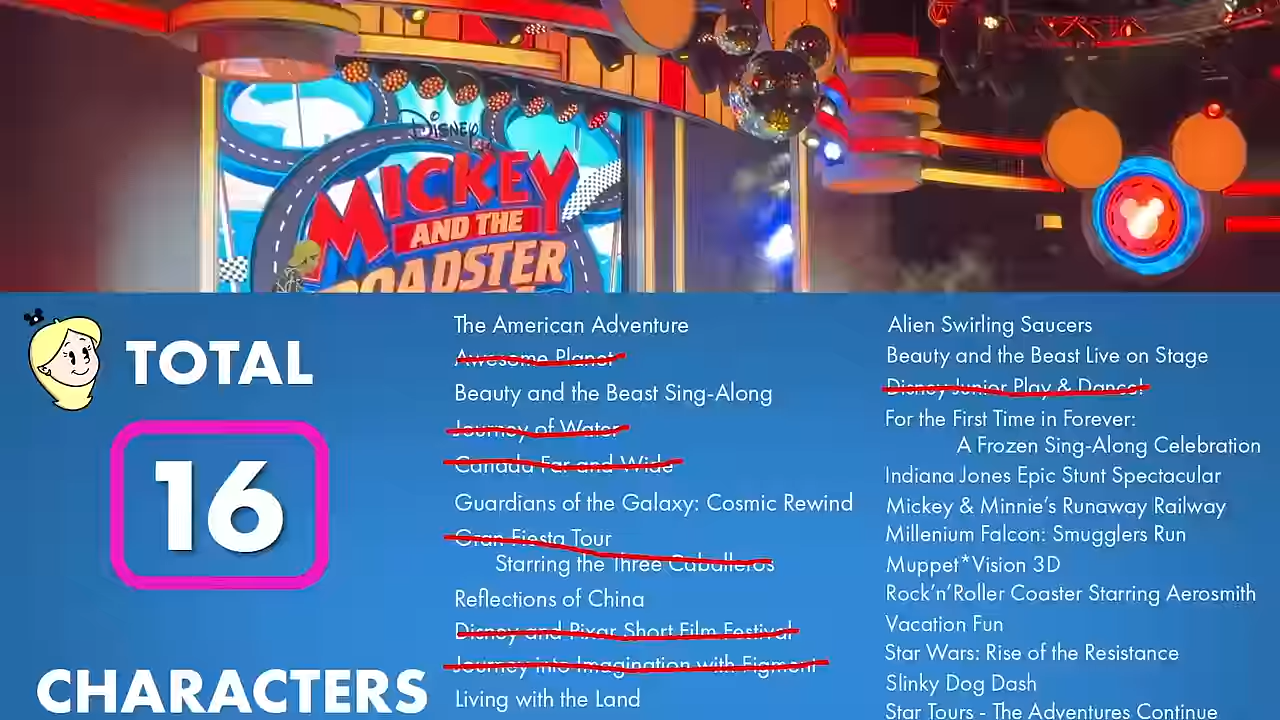 DISNEY
MICKEY
AND THE
ROADSTER
TOTAL
16
CHARACTERS
The American Adventure
Awesome Planet
Beauty and the Beast Sing-Along
Journey of Water
Canada Far and Wide
Guardians of the Galaxy: Cosmic Rewind
Gran Fiesta Tour
Starring the Three Caballeros
Reflections of China
Disney and Pixar Short Film Festival
Journey into Imagination with Figment
Living with the Land
Alien Swirling Saucers
Beauty and the Beast Live on Stage
Disney Junior Play & Dance!
For the First Time in Forever:
A Frozen Sing-Along Celebration
Indiana Jones Epic Stunt Spectacular
Mickey & Minnie's Runaway Railway
Millenium Falcon: Smugglers Run
Muppet*Vision 3D
Rock'n'Roller Coaster Starring Aerosmith
Vacation Fun
Star Wars: Rise of the Resistance
Slinky Dog Dash
Star Tours - The Adventures Continue